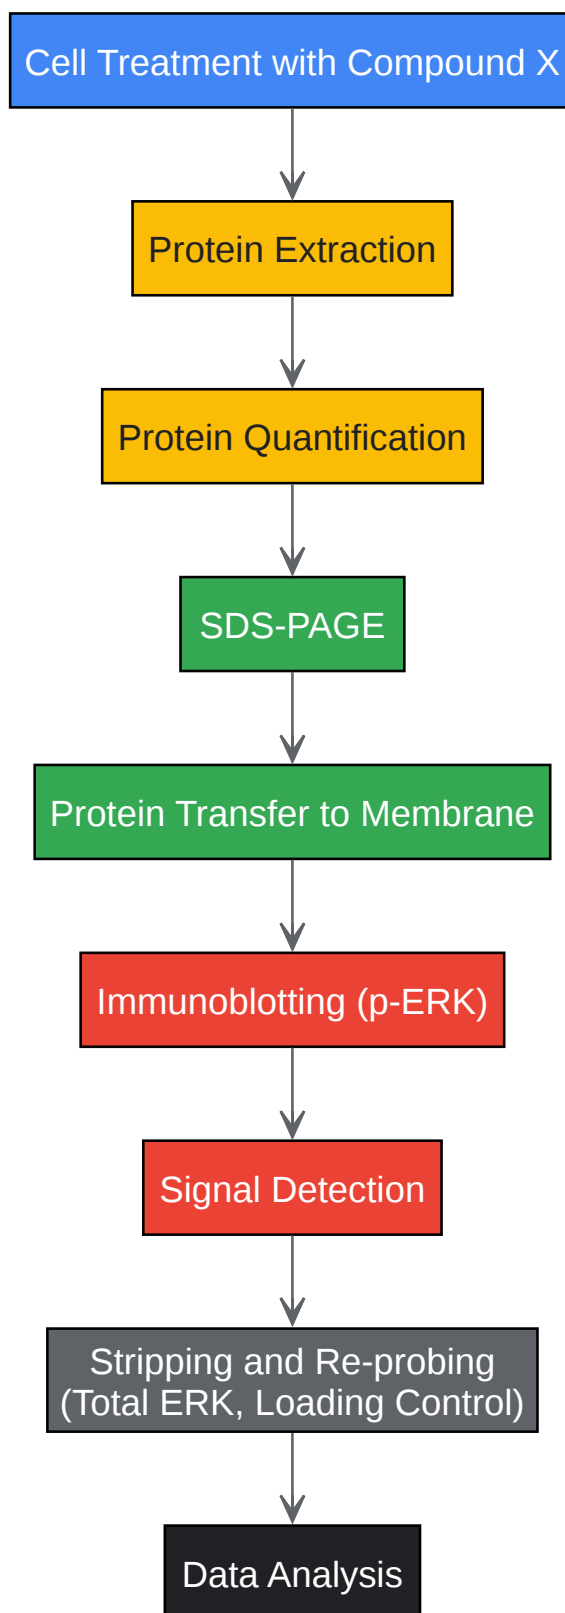 Cell Treatment with Compound X
Protein Extraction
Protein Quantification
SDS-PAGE
Protein Transfer to Membrane
Immunoblotting (p-ERK)
Signal Detection
Stripping and Re-probing
(Total ERK, Loading Control)
Data Analysis